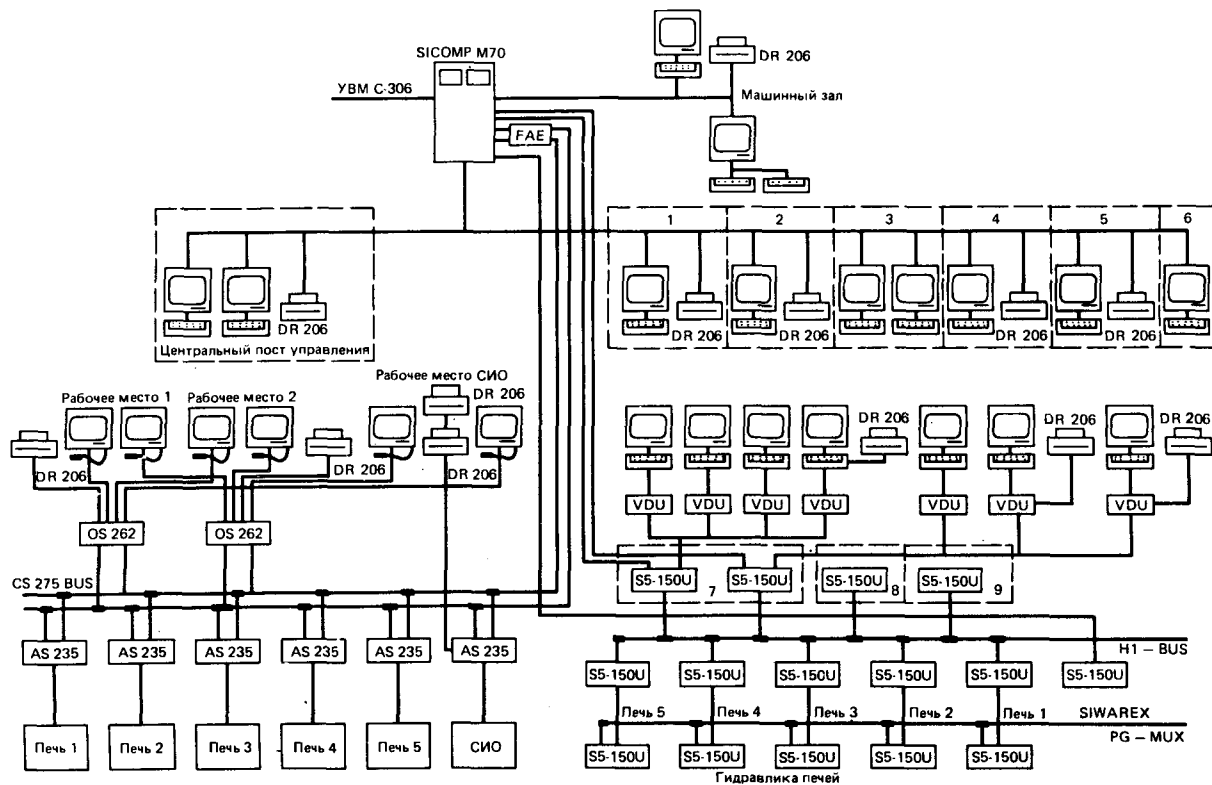 SICOMP M70
DR 206
УВМ С-306
Машинный зал
FAE
1
2
3
4
5
6
DR 206
DR 206
DR 206
DR 206
DR 206
Центральный пост управления
Рабочее место СИО
Рабочее место 1
Рабочее место 2
DR 206
DR 206
DR 206
DR 206
DR 206
DR 206
DR 206
DR 206
VDU
VDU
VDU
VDU
VDU
VDU
VDU
OS 262
OS 262
CS 275 BUS
S5-150U
S5-150U
S5-150U
S5-150U
7
8
9
AS 235
AS 235
AS 235
AS 235
AS 235
AS 235
H1 – BUS
S5-150U
S5-150U
S5-150U
S5-150U
S5-150U
S5-150U
Печь 5
Печь 4
Печь 3
Печь 2
Печь 1
SIWAREX
PG – MUX
Печь 1
Печь 2
Печь 3
Печь 4
Печь 5
СИО
S5-150U
S5-150U
S5-150U
S5-150U
S5-150U
Гидравлика печей